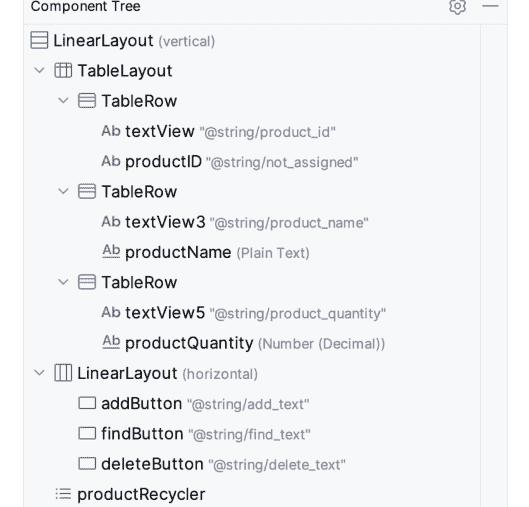 Component Tree
LinearLayout (vertical)
TableLayout
TableRow
Ab textView "@string/product_id"
Ab productID "@string/not_assigned"
TableRow
Ab textView3 "@string/product_name"
Ab productName (Plain Text)
TableRow
Ab textView5 "@string/product_quantity"
Ab productQuantity (Number (Decimal))
LinearLayout (horizontal)
addButton "@string/add_text"
findButton "@string/find_text"
deleteButton "@string/delete_text"
productRecycler